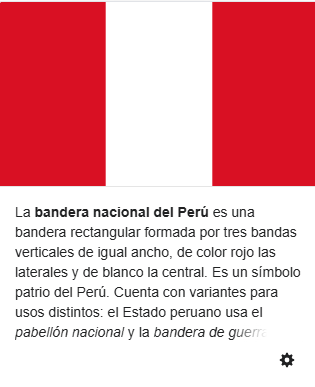 La bandera nacional del Perú es una
bandera rectangular formada por tres bandas
verticales de igual ancho, de color rojo las
laterales y de blanco la central. Es un símbolo
patrio del Perú. Cuenta con variantes para
usos distintos: el Estado peruano usa el
pabellón nacional y la bandera de guerra